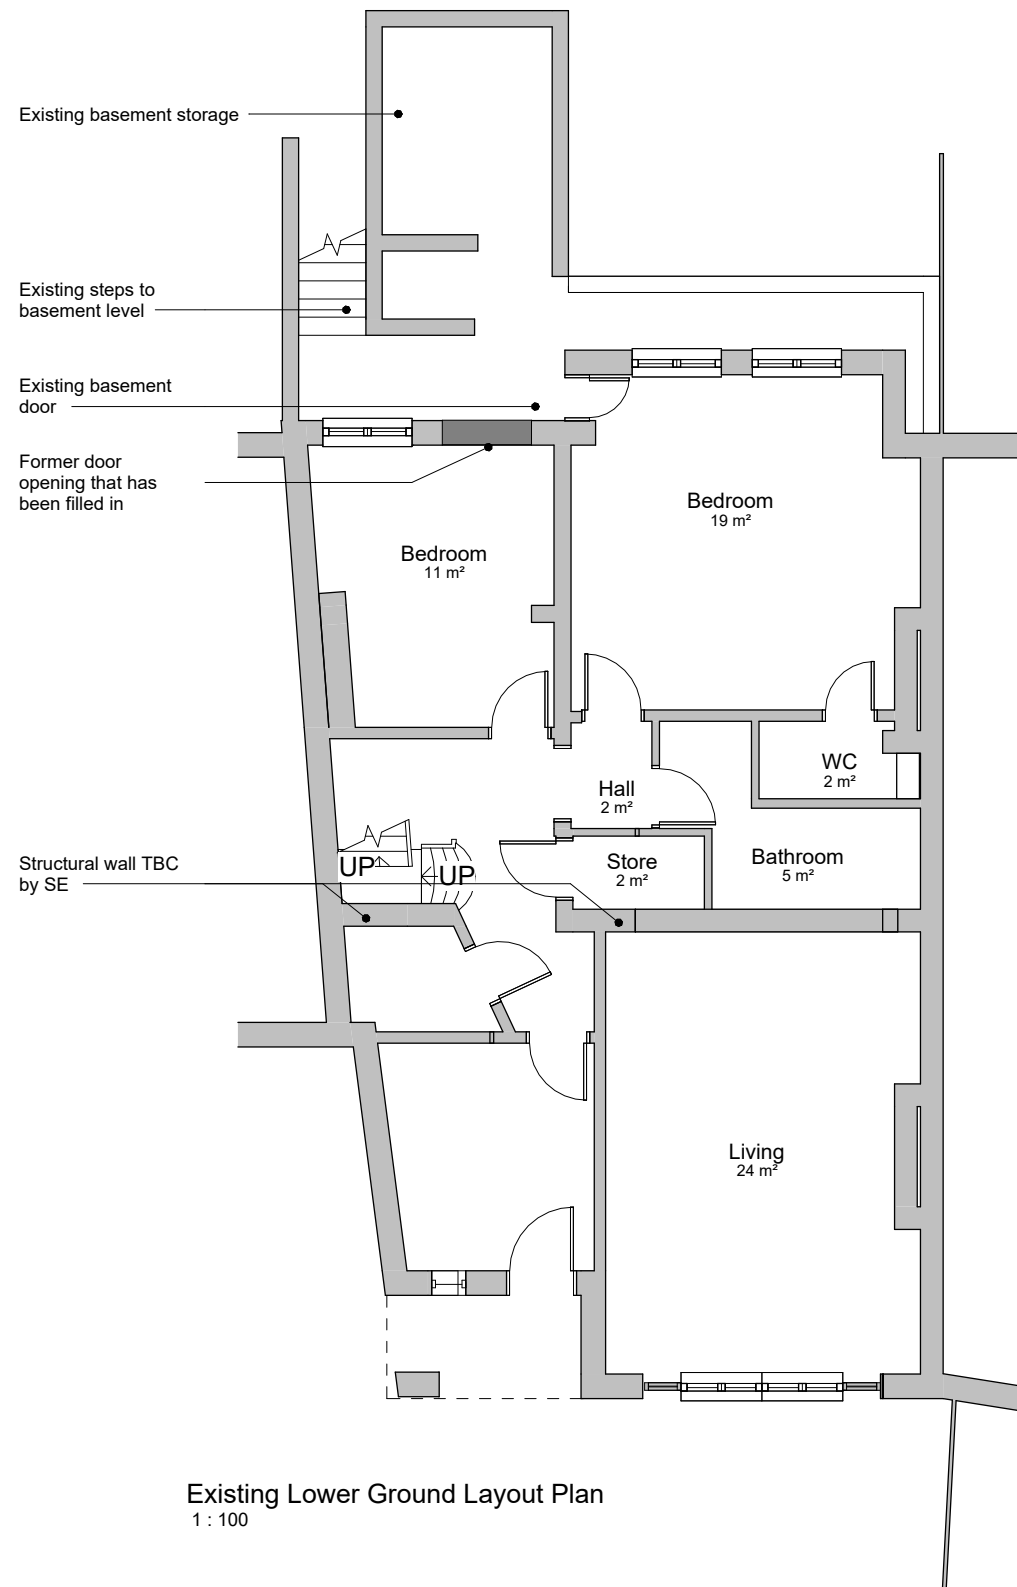 Existing basement storage
Existing steps to
basement level
Existing basement
door
Former door
opening that has
been filled in
Bedroom
19 m²
Bedroom
11 m²
WC
2 m²
Hall
2 m²
Structural wall TBC
by SE
UP
UP
Store
2 m²
Bathroom
5 m²
Living
24 m²
Existing Lower Ground Layout Plan
1 : 100